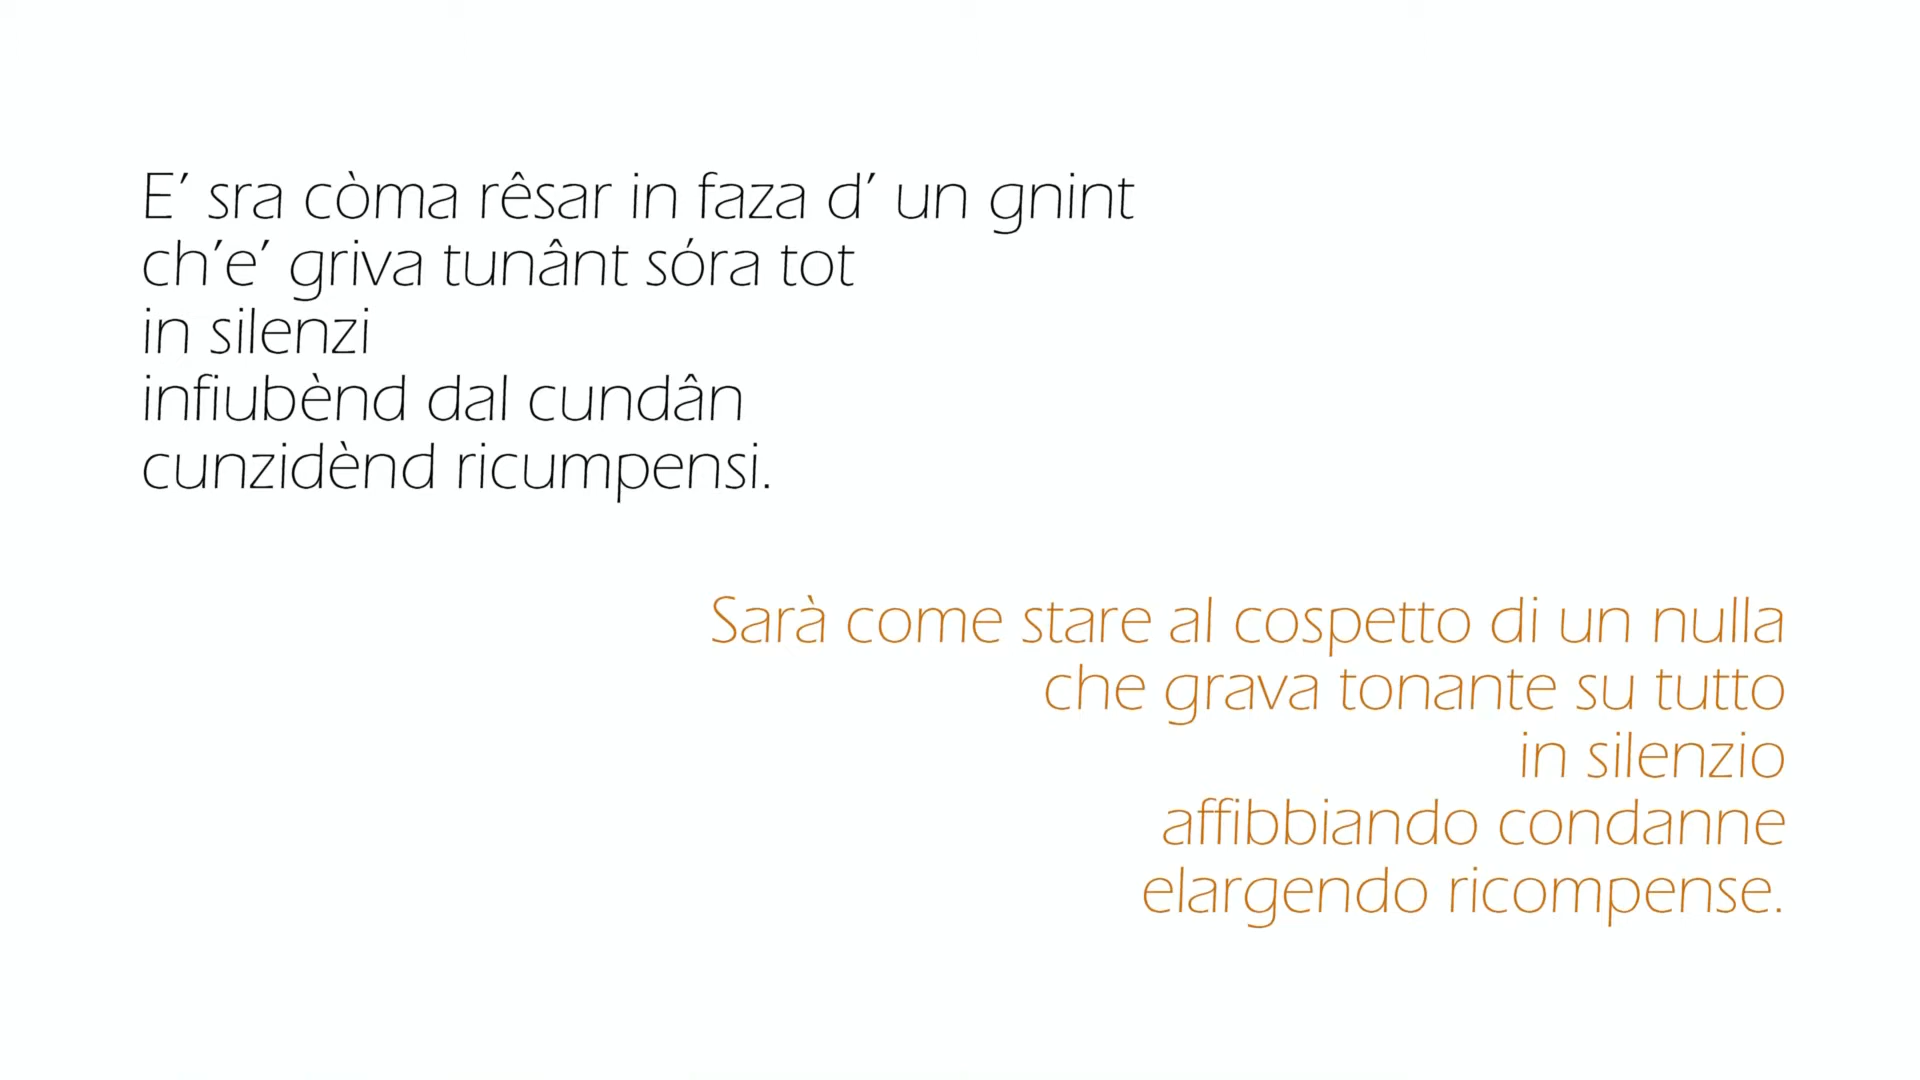 E’ sra còma rêsar in faza d’ un gnint
ch’e’ griva tunânt sóra tot
in silenzi
infiubènd dal cundân
cunzidènd ricumpensi.
Sarà come stare al cospetto di un nulla
che grava tonante su tutto
in silenzio
affibbiando condanne
elargendo ricompense.